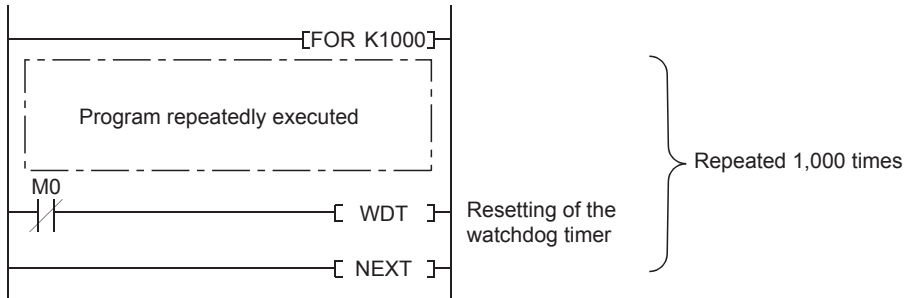 [FOR K1000]
Program repeatedly executed
Repeated 1,000 times
M0
[ WDT ]
Resetting of the
watchdog timer
[ NEXT ]